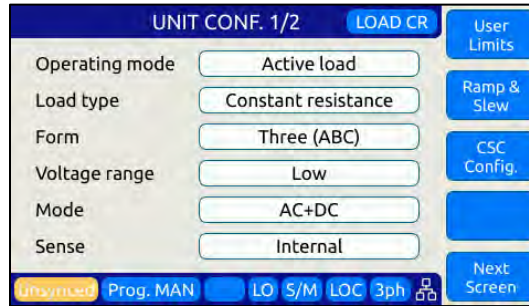 UNIT CONF. 1/2
LOAD CR
User
Limits
Operating mode
Active load
Load type
Constant resistance
Ramp &
Slew
Form
Three (ABC)
CSC
Config.
Voltage range
Low
Mode
AC+DC
Sense
Internal
Next
Screen
Unsynced
Prog. MAN
LO
S/M
LOC
3ph